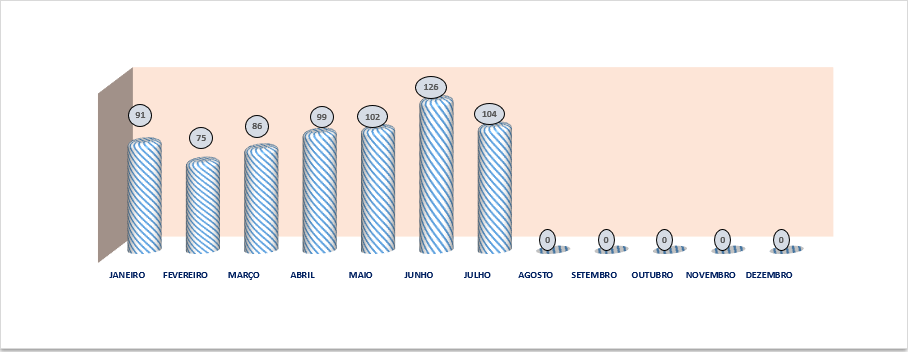 126
91 99 102 104
75 86
0 0 0 0 0
JANEIRO FEVEREIRO MARÇO ABRIL MAIO JUNHO JULHO AGOSTO SETEMBRO OUTUBRO NOVEMBRO DEZEMBRO